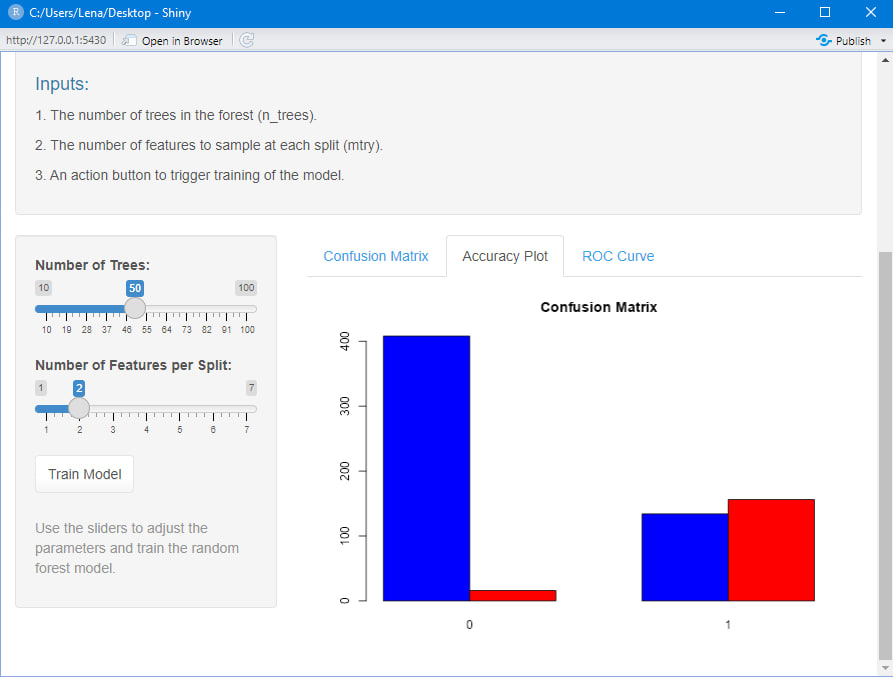 R C:/Users/Lena/Desktop - Shiny
http://127.0.0.1:5430 Open in Browser Publish
Inputs:
1. The number of trees in the forest (n_trees).
2. The number of features to sample at each split (mtry).
3. An action button to trigger training of the model.
Confusion Matrix Accuracy Plot ROC Curve
Number of Trees:
10 50 100
10 19 28 37 46 55 64 73 82 91 100
Number of Features per Split:
1 2 7
1 2 3 4 5 6 7
Train Model
Use the sliders to adjust the
parameters and train the random
forest model.
Confusion Matrix
400
300
200
100
0
0 1